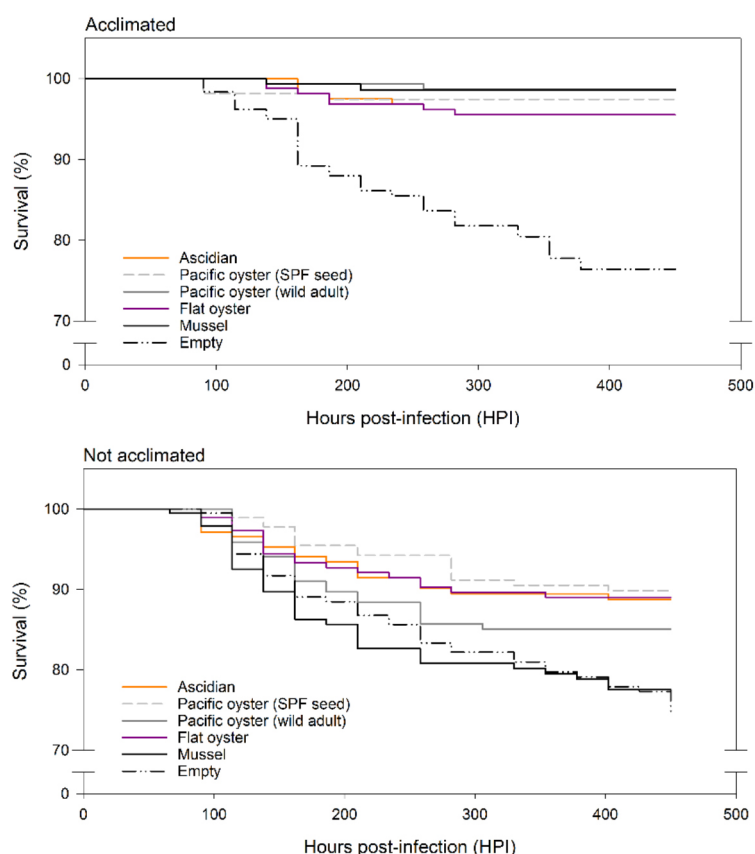 Acclimated
100
90
80
70
0
Survival (%)
Ascidian
Pacific oyster (SPF seed)
Pacific oyster (wild adult)
Flat oyster
Mussel
Empty
0 100 200 300 400 500
Hours post-infection (HPI)
Not acclimated
100
90
80
70
0
Survival (%)
Ascidian
Pacific oyster (SPF seed)
Pacific oyster (wild adult)
Flat oyster
Mussel
Empty
0 100 200 300 400 500
Hours post-infection (HPI)